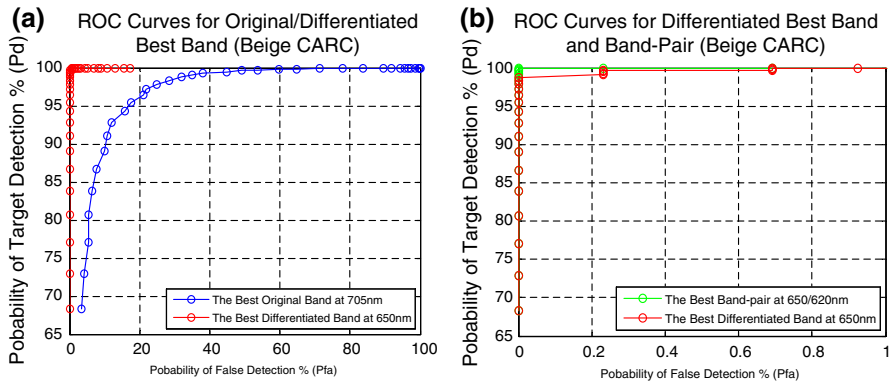 (a)
ROC Curves for Original/Differentiated
Best Band (Beige CARC)
Pobability of Target Detection % (Pd)
100
95
90
85
80
75
70
65
0
20
40
60
80
100
The Best Original Band at 705nm
The Best Differentiated Band at 650nm
Pobability of False Detection % (Pfa)
(b)
ROC Curves for Differentiated Best Band
and Band-Pair (Beige CARC)
Pobability of Target Detection % (Pd)
100
95
90
85
80
75
70
65
0
0.2
0.4
0.6
0.8
1
The Best Band-pair at 650/620nm
The Best Differentiated Band at 650nm
Pobability of False Detection % (Pfa)